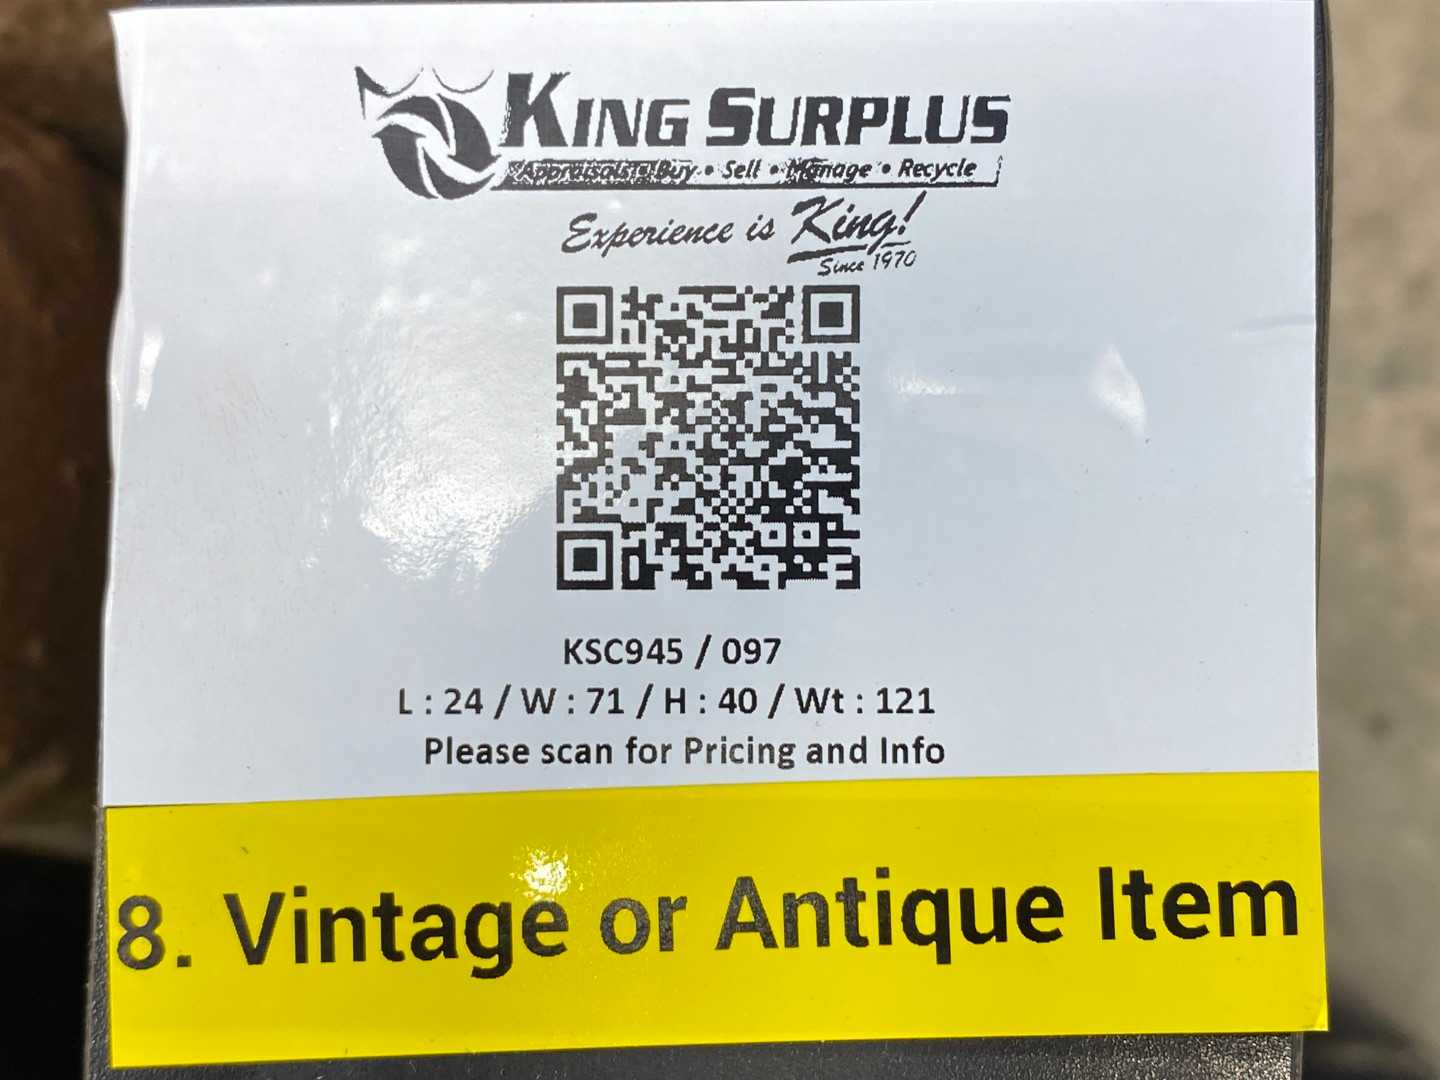 KING SURPLUS
Appraisals • Buy • Sell • Manage • Recycle
Experience is King!
Since 1970
KSC945 / 097
L : 24 / W : 71 / H : 40 / Wt : 121
Please scan for Pricing and Info
8. Vintage or Antique Item